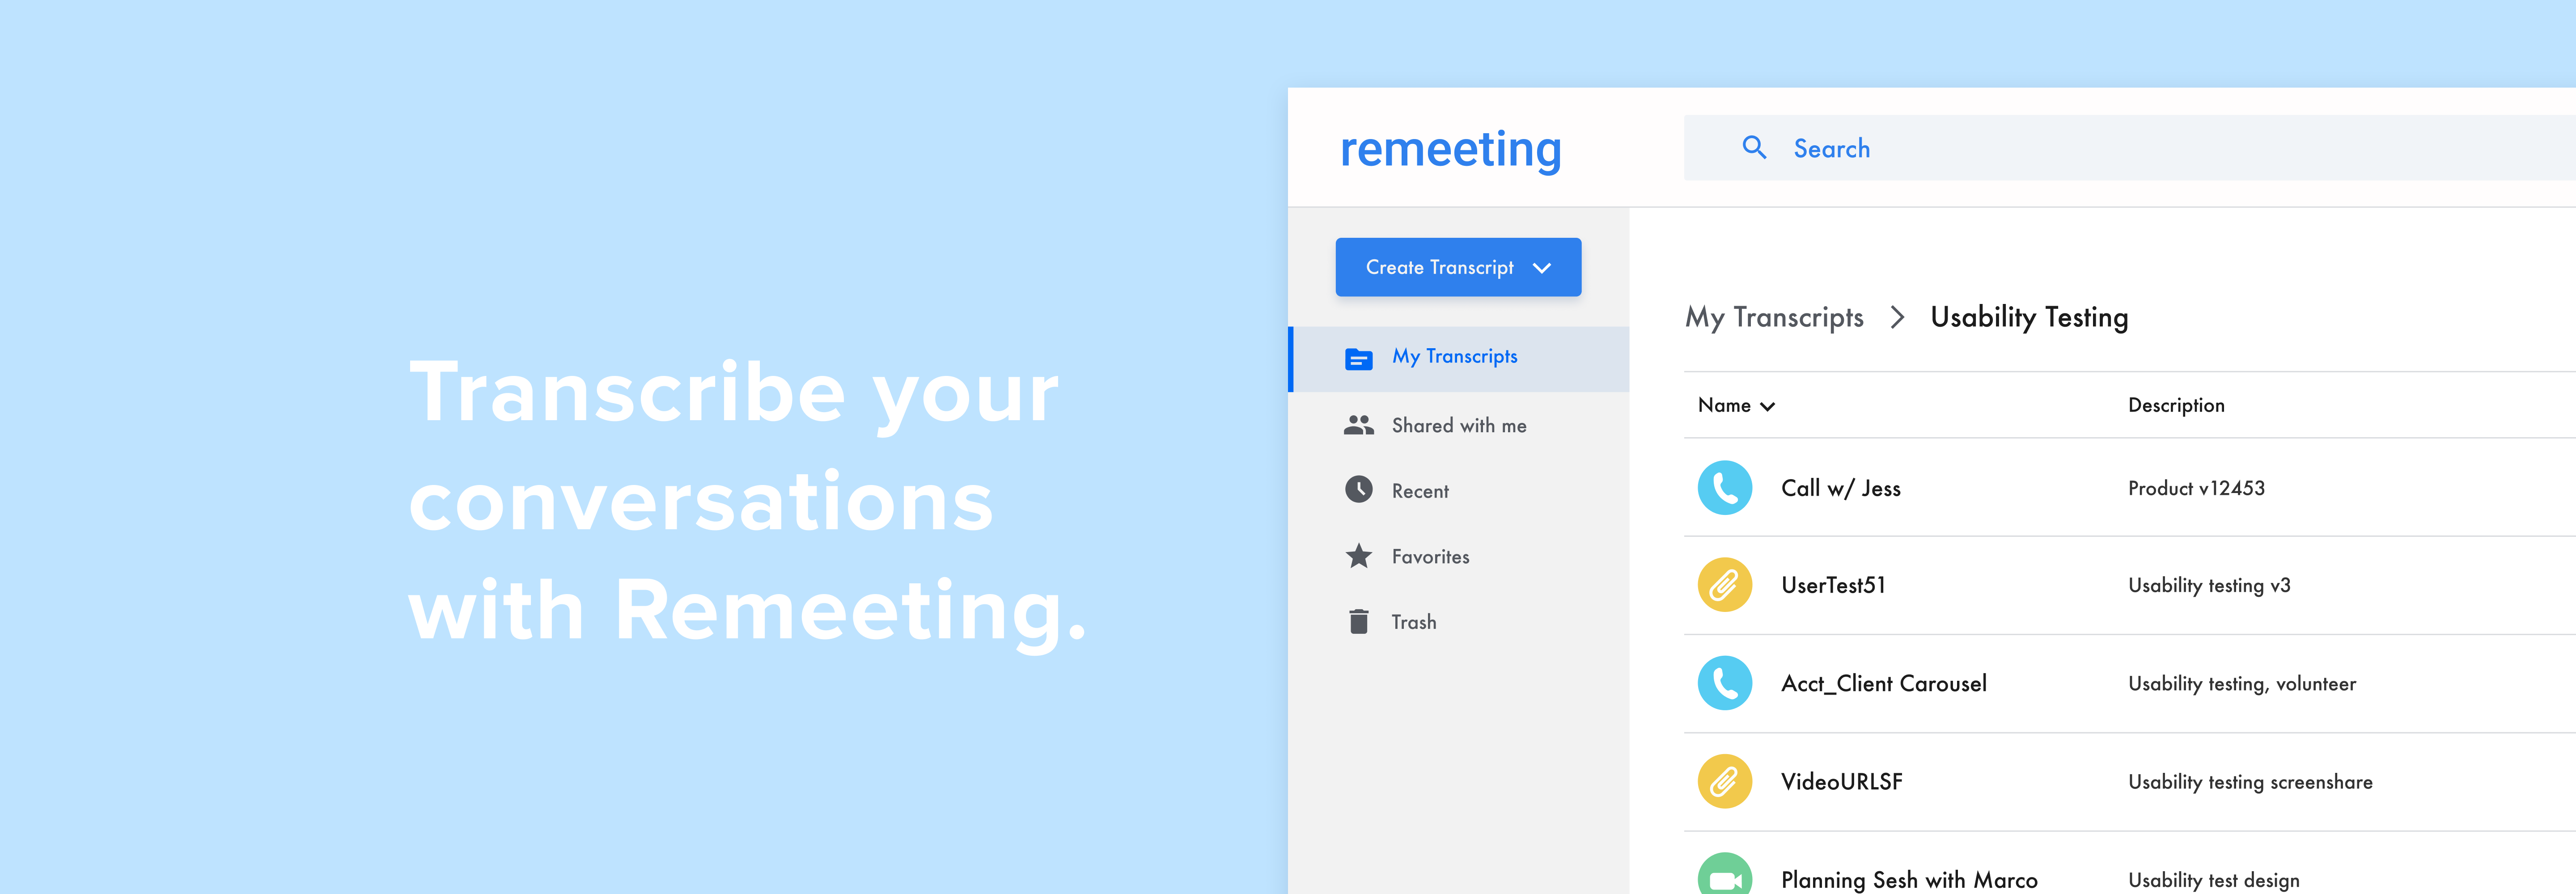 Transcribe your
conversations
with Remeeting.
remeeting
Search
Create Transcript
My Transcripts
Shared with me
Recent
Favorites
Trash
My Transcripts > Usability Testing
Name Description
Call w/ Jess Product v12453
UserTest51 Usability testing v3
Acct_Client Carousel Usability testing, volunteer
VideoURLSF Usability testing screenshare
Planning Sesh with Marco Usability test design